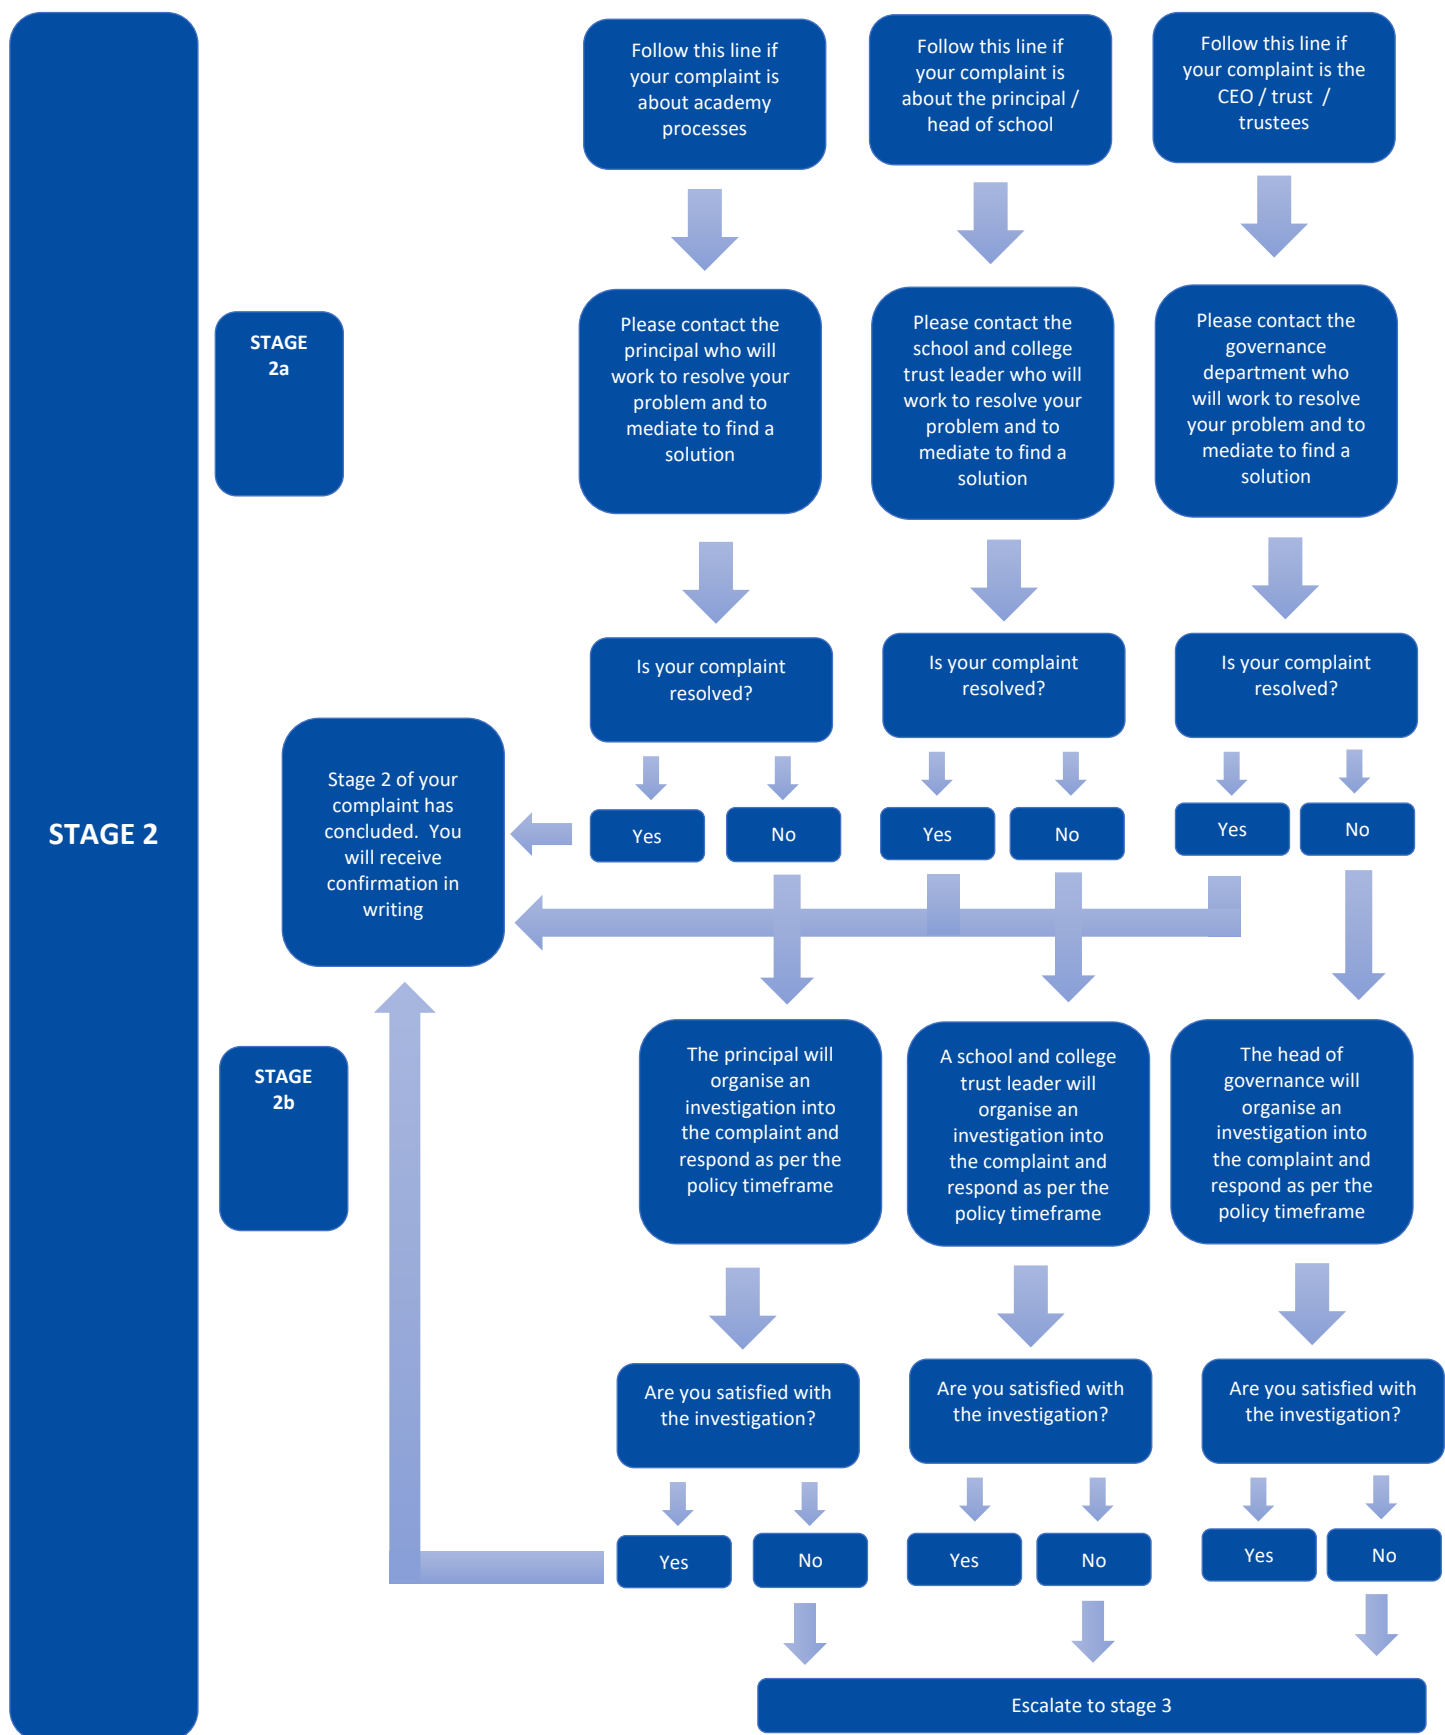 Follow this line if
your complaint is
about academy
processes
Follow this line if
your complaint is
about the principal /
head of school
Follow this line if
your complaint is the
CEO / trust  /
trustees
STAGE
2a
Please contact the
principal who will
work to resolve your
problem and to
mediate to find a
solution
Please contact the
school and college
trust leader who will
work to resolve your
problem and to
mediate to find a
solution
Please contact the
governance
department who
will work to resolve
your problem and to
mediate to find a
solution
Is your complaint
resolved?
Is your complaint
resolved?
Is your complaint
resolved?
STAGE 2
Stage 2 of your
complaint has
concluded.  You
will receive
confirmation in
writing
Yes
No
Yes
No
Yes
No
STAGE
2b
The principal will
organise an
investigation into
the complaint and
respond as per the
policy timeframe
A school and college
trust leader will
organise an
investigation into
the complaint and
respond as per the
policy timeframe
The head of
governance will
organise an
investigation into
the complaint and
respond as per the
policy timeframe
Are you satisfied with
the investigation?
Are you satisfied with
the investigation?
Are you satisfied with
the investigation?
Yes
No
Yes
No
Yes
No
Escalate to stage 3